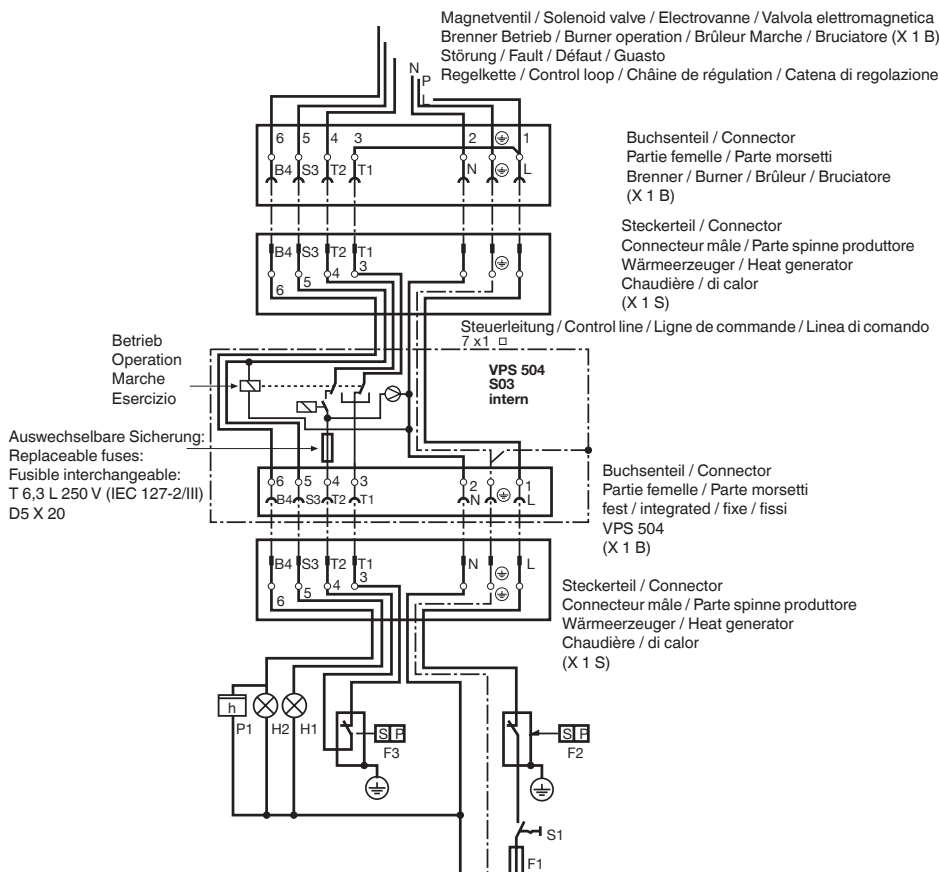 Magnetventil / Solenoid valve / Electrovanne / Valvola elettromagnetica
Brenner Betrieb / Burner operation / Brûleur Marche / Bruciatore (X 1 B)
Störung / Fault / Défaut / Guasto
Regelkette / Control loop / Châine de régulation / Catena di regolazione
N
P
L
6 5 4 3 2 1
B4 S3 T2 T1 N L
Buchsenteil / Connector
Partie femelle / Parte morsetti
Brenner / Burner / Brûleur / Bruciatore
(X 1 B)
B4 S3 T2 T1
6 5 4 3
Steckerteil / Connector
Connecteur mâle / Parte spinne produttore
Wärmeerzeuger / Heat generator
Chaudière / di calor
(X 1 S)
Steuerleitung / Control line / Ligne de commande / Linea di comando
7 x1 □
Betrieb
Operation
Marche
Esercizio
VPS 504
S03
intern
Auswechselbare Sicherung:
Replaceable fuses:
Fusible interchangeable:
T 6,3 L 250 V (IEC 127-2/III)
D5 X 20
6 5 4 3 2 1
B4 S3 T2 T1 N L
Buchsenteil / Connector
Partie femelle / Parte morsetti
fest / integrated / fixe / fissi
VPS 504
(X 1 B)
B4 S3 T2 T1 N L
6 5 4 3
Steckerteil / Connector
Connecteur mâle / Parte spinne produttore
Wärmeerzeuger / Heat generator
Chaudière / di calor
(X 1 S)
h
P1 H2 H1
S P
F3
S P
F2
S1
F1